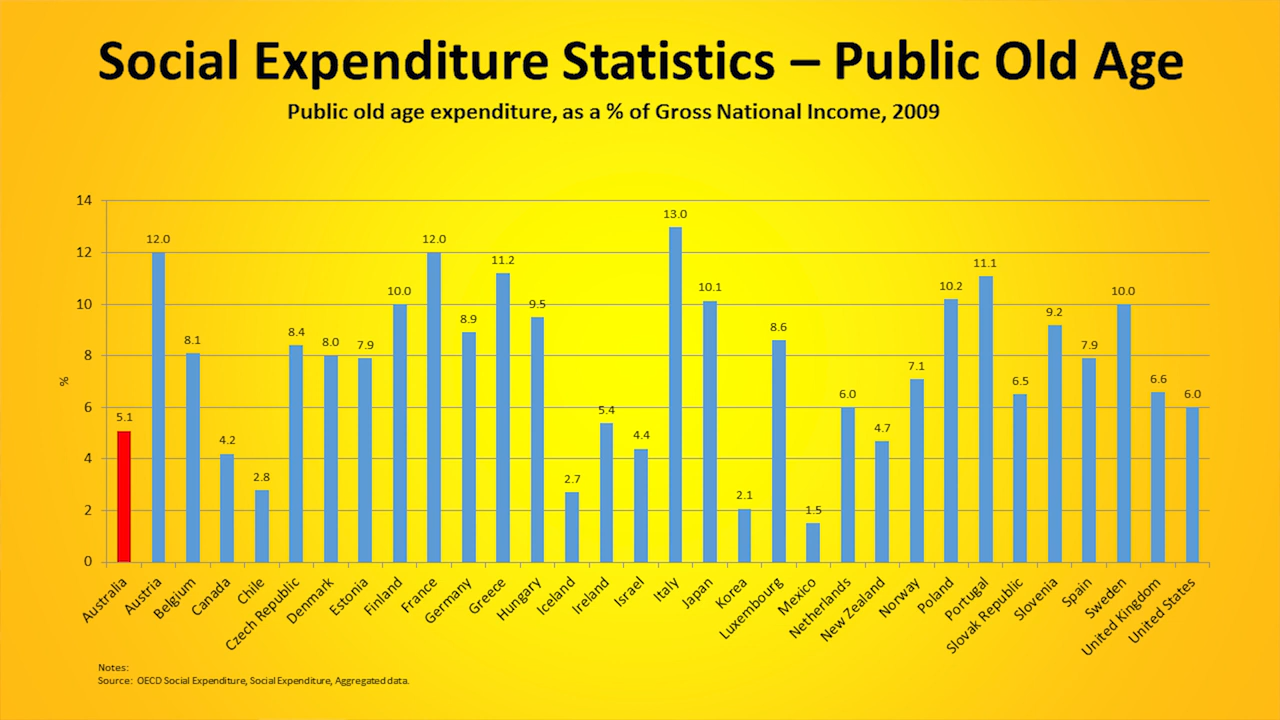 Social Expenditure Statistics – Public Old Age
Public old age expenditure, as a % of Gross National Income, 2009
14
12
10
8
6
4
2
0
%
5.1
12.0
8.1
4.2
2.8
8.4
8.0
7.9
10.0
12.0
8.9
11.2
9.5
2.7
5.4
4.4
13.0
10.1
2.1
8.6
1.5
6.0
4.7
7.1
10.2
11.1
6.5
9.2
7.9
10.0
6.6
6.0
Australia
Austria
Belgium
Canada
Chile
Czech Republic
Denmark
Estonia
Finland
France
Germany
Greece
Hungary
Iceland
Ireland
Israel
Italy
Japan
Korea
Luxembourg
Mexico
Netherlands
New Zealand
Norway
Poland
Portugal
Slovak Republic
Slovenia
Spain
Sweden
United Kingdom
United States
Notes:
Source: OECD Social Expenditure, Social Expenditure, Aggregated data.